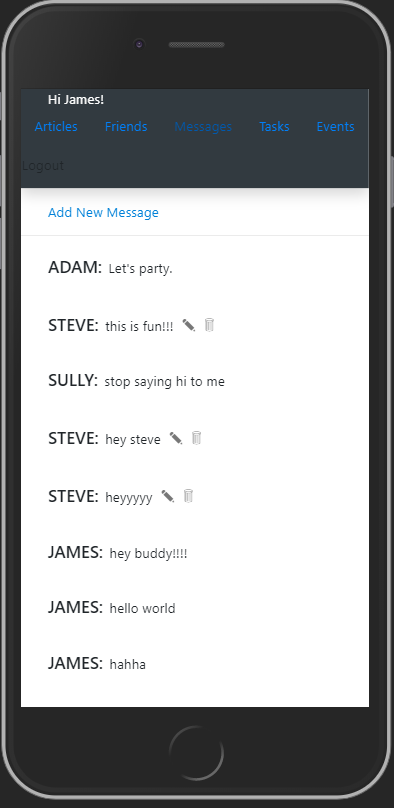 Hi James!
Articles Friends Messages Tasks Events
Logout
Add New Message
ADAM: Let's party.
STEVE: this is fun!!!
SULLY: stop saying hi to me
STEVE: hey steve
STEVE: heyyyyy
JAMES: hey buddy!!!!
JAMES: hello world
JAMES: hahha